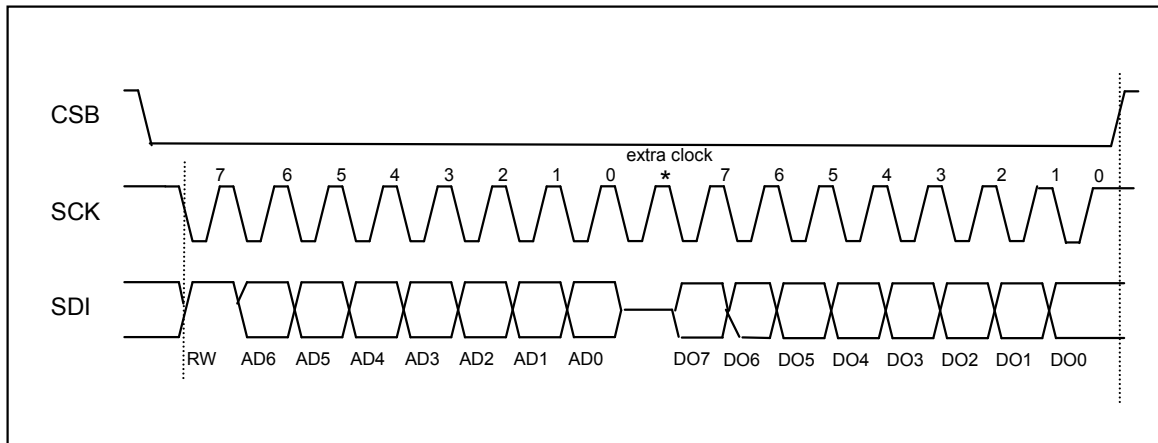 CSB
extra clock
7 6 5 4 3 2 1 0 * 7 6 5 4 3 2 1 0
SCK
SDI
RW AD6 AD5 AD4 AD3 AD2 AD1 AD0 DO7 DO6 DO5 DO4 DO3 DO2 DO1 DO0